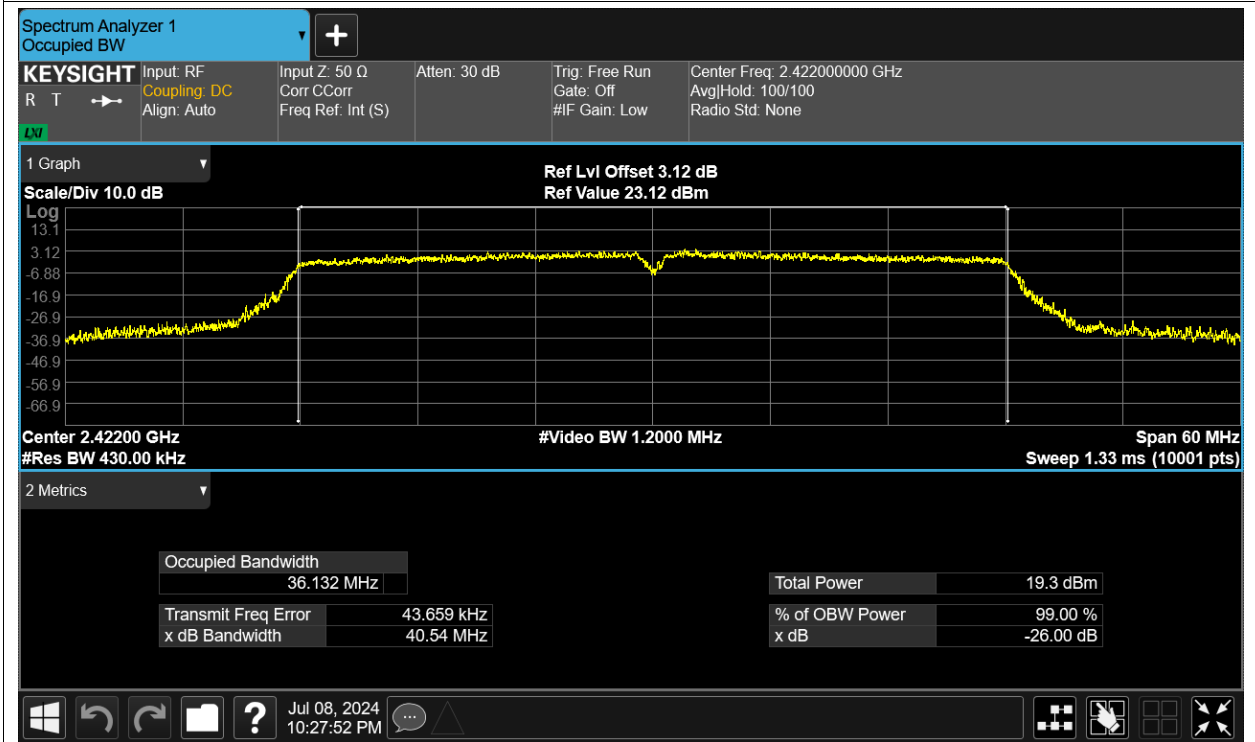 Spectrum Analyzer 1
Occupied BW
KEYSIGHT
R T
LXI
Input: RF
Coupling: DC
Align: Auto
Input Z: 50 Ω
Corr CCorr
Freq Ref: Int (S)
Atten: 30 dB
Trig: Free Run
Gate: Off
#IF Gain: Low
Center Freq: 2.422000000 GHz
Avg|Hold: 100/100
Radio Std: None
1 Graph
Scale/Div 10.0 dB
Ref Lvl Offset 3.12 dB
Ref Value 23.12 dBm
Log
13.1
3.12
-6.88
-16.9
-26.9
-36.9
-46.9
-56.9
-66.9
Center 2.42200 GHz
#Video BW 1.2000 MHz
Span 60 MHz
#Res BW 430.00 kHz
Sweep 1.33 ms (10001 pts)
2 Metrics
Occupied Bandwidth
36.132 MHz
Total Power 19.3 dBm
Transmit Freq Error 43.659 kHz
% of OBW Power 99.00 %
x dB Bandwidth 40.54 MHz
x dB -26.00 dB
?
Jul 08, 2024
10:27:52 PM